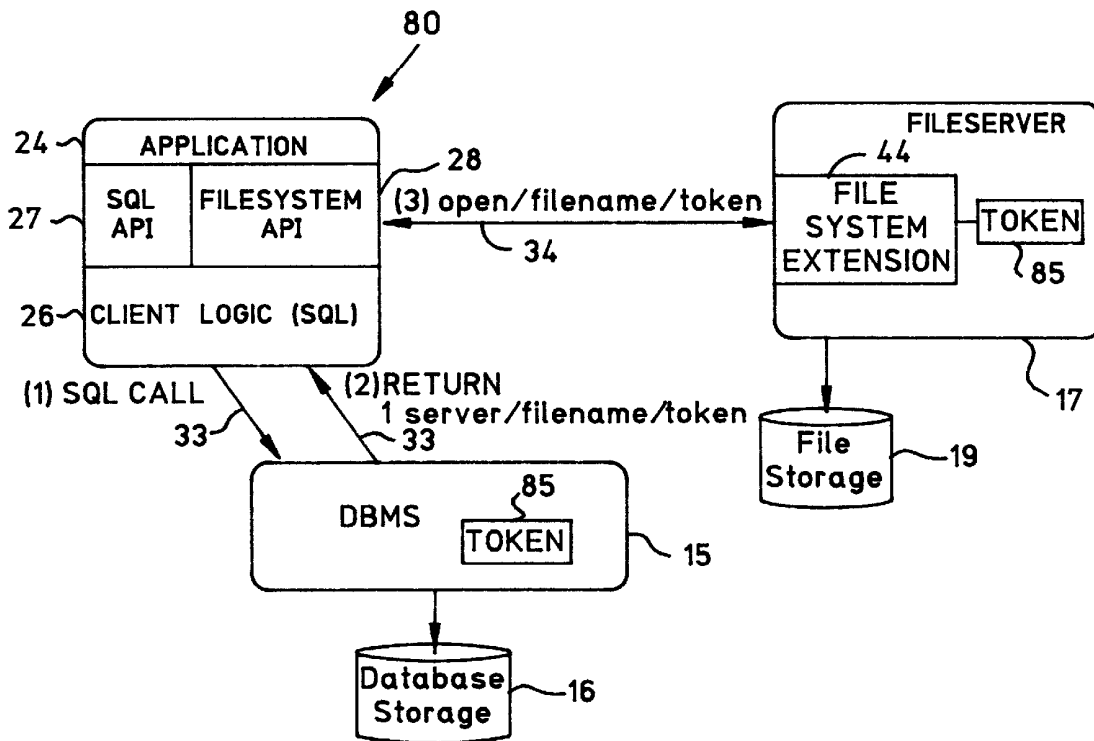 80
24
APPLICATION
28
27
SQL
API
FILESYSTEM
API
26
CLIENT LOGIC (SQL)
(3) open/filename/token
34
FILESERVER
44
FILE
SYSTEM
EXTENSION
TOKEN
85
17
File
Storage
19
(1) SQL CALL
33
(2) RETURN
1 server/filename/token
33
DBMS
85
TOKEN
15
Database
Storage
16